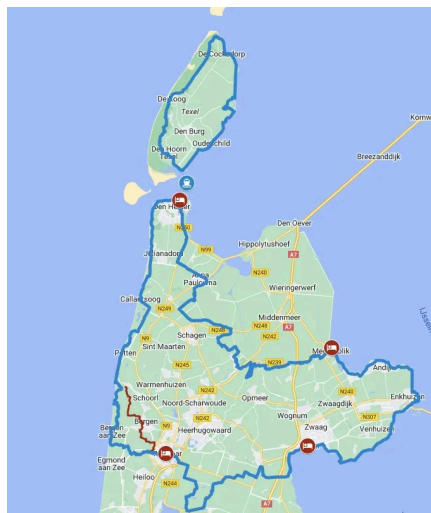 De Cocksdorp
De Koog
Texel
Den Burg
Oudeschild
Den Hoorn
Texel
Breezanddijk
Den Helder
Den Oever
N250
N99
Hippolytushoef
A7
Julianadorp
Anna
Paulowna
N240
Wieringerwerf
Callantsoog
N249
Middenmeer
N248
N248
A7
N9
Schagen
N242
Sint Maarten
Medemblik
Petten
N245
N239
Andijk
Warmenhuizen
N242
N240
Schoorl
Opmeer
Enkhuizen
Noord-Scharwoude
Zwaagdijk
Bergen
N242
Wognum
N307
Bergen
aan Zee
N9
Heerhugowaard
Zwaag
Venhuizen
Egmond
aan Zee
Heiloo
N244
A7